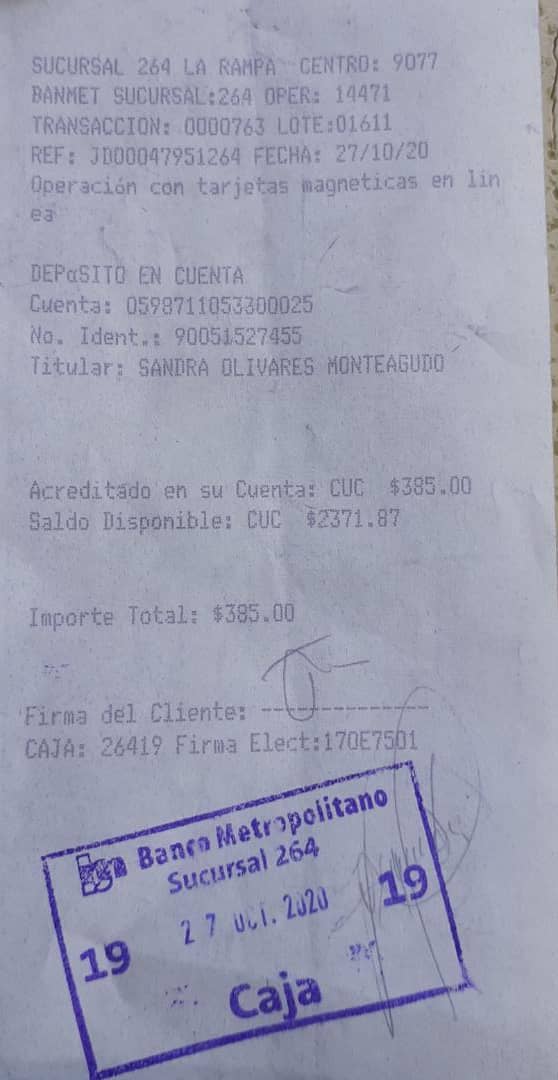 SUCURSAL 264 LA RAMPA CENTRO: 9077
BANMET SUCURSAL:264 OPER: 14471
TRANSACCION: 0000763 LOTE:01611
REF: JD00047951264 FECHA: 27/10/20
Operación con tarjetas magneticas en lin
ea
DEPαSITO EN CUENTA
Cuenta: 0598711053300025
No. Ident.: 90051527455
Titular: SANDRA OLIVARES MONTEAGUDO
Acreditado en su Cuenta: CUC $385.00
Saldo Disponible: CUC $2371.87
Importe Total: $385.00
Firma del Cliente: --------------
CAJA: 26419 Firma Elect:170E7501
Banco Metropolitano
Sucursal 264
27 OCT. 2020
19 19
Caja